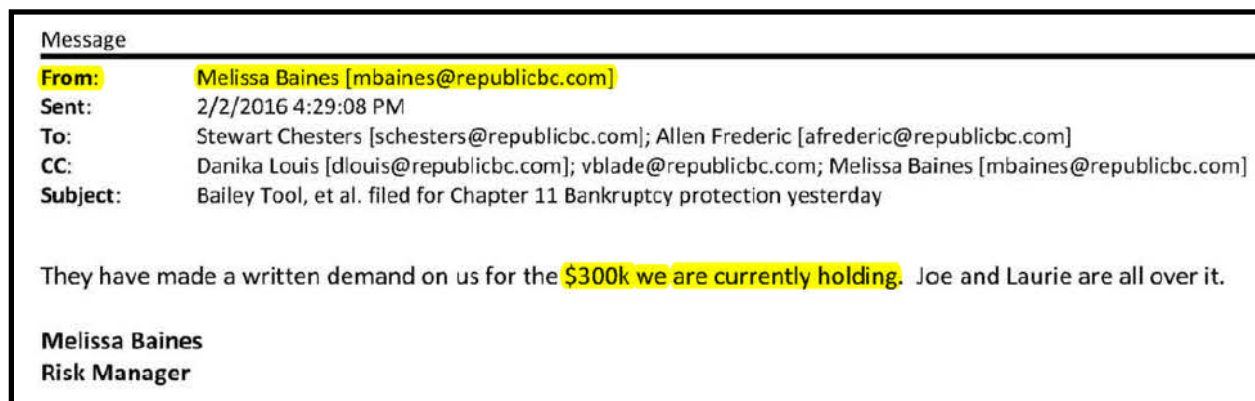 Message
From: Melissa Baines [mbaines@republicbc.com]
Sent: 2/2/2016 4:29:08 PM
To: Stewart Chesters [schesters@republicbc.com]; Allen Frederic [afrederic@republicbc.com]
CC: Danika Louis [dlouis@republicbc.com]; vblade@republicbc.com; Melissa Baines [mbaines@republicbc.com]
Subject: Bailey Tool, et al. filed for Chapter 11 Bankruptcy protection yesterday
They have made a written demand on us for the $300k we are currently holding. Joe and Laurie are all over it.
Melissa Baines
Risk Manager